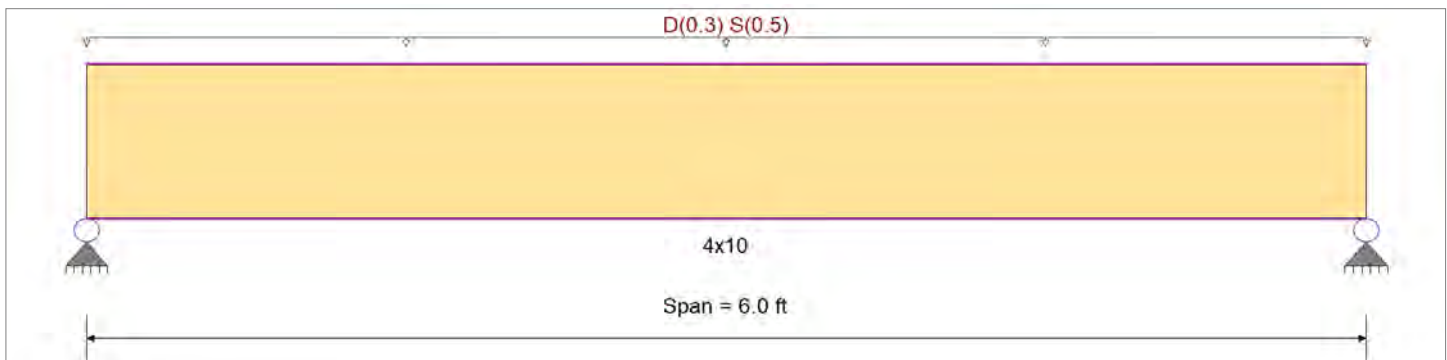 D(0.3) S(0.5)
4x10
Span = 6.0 ft